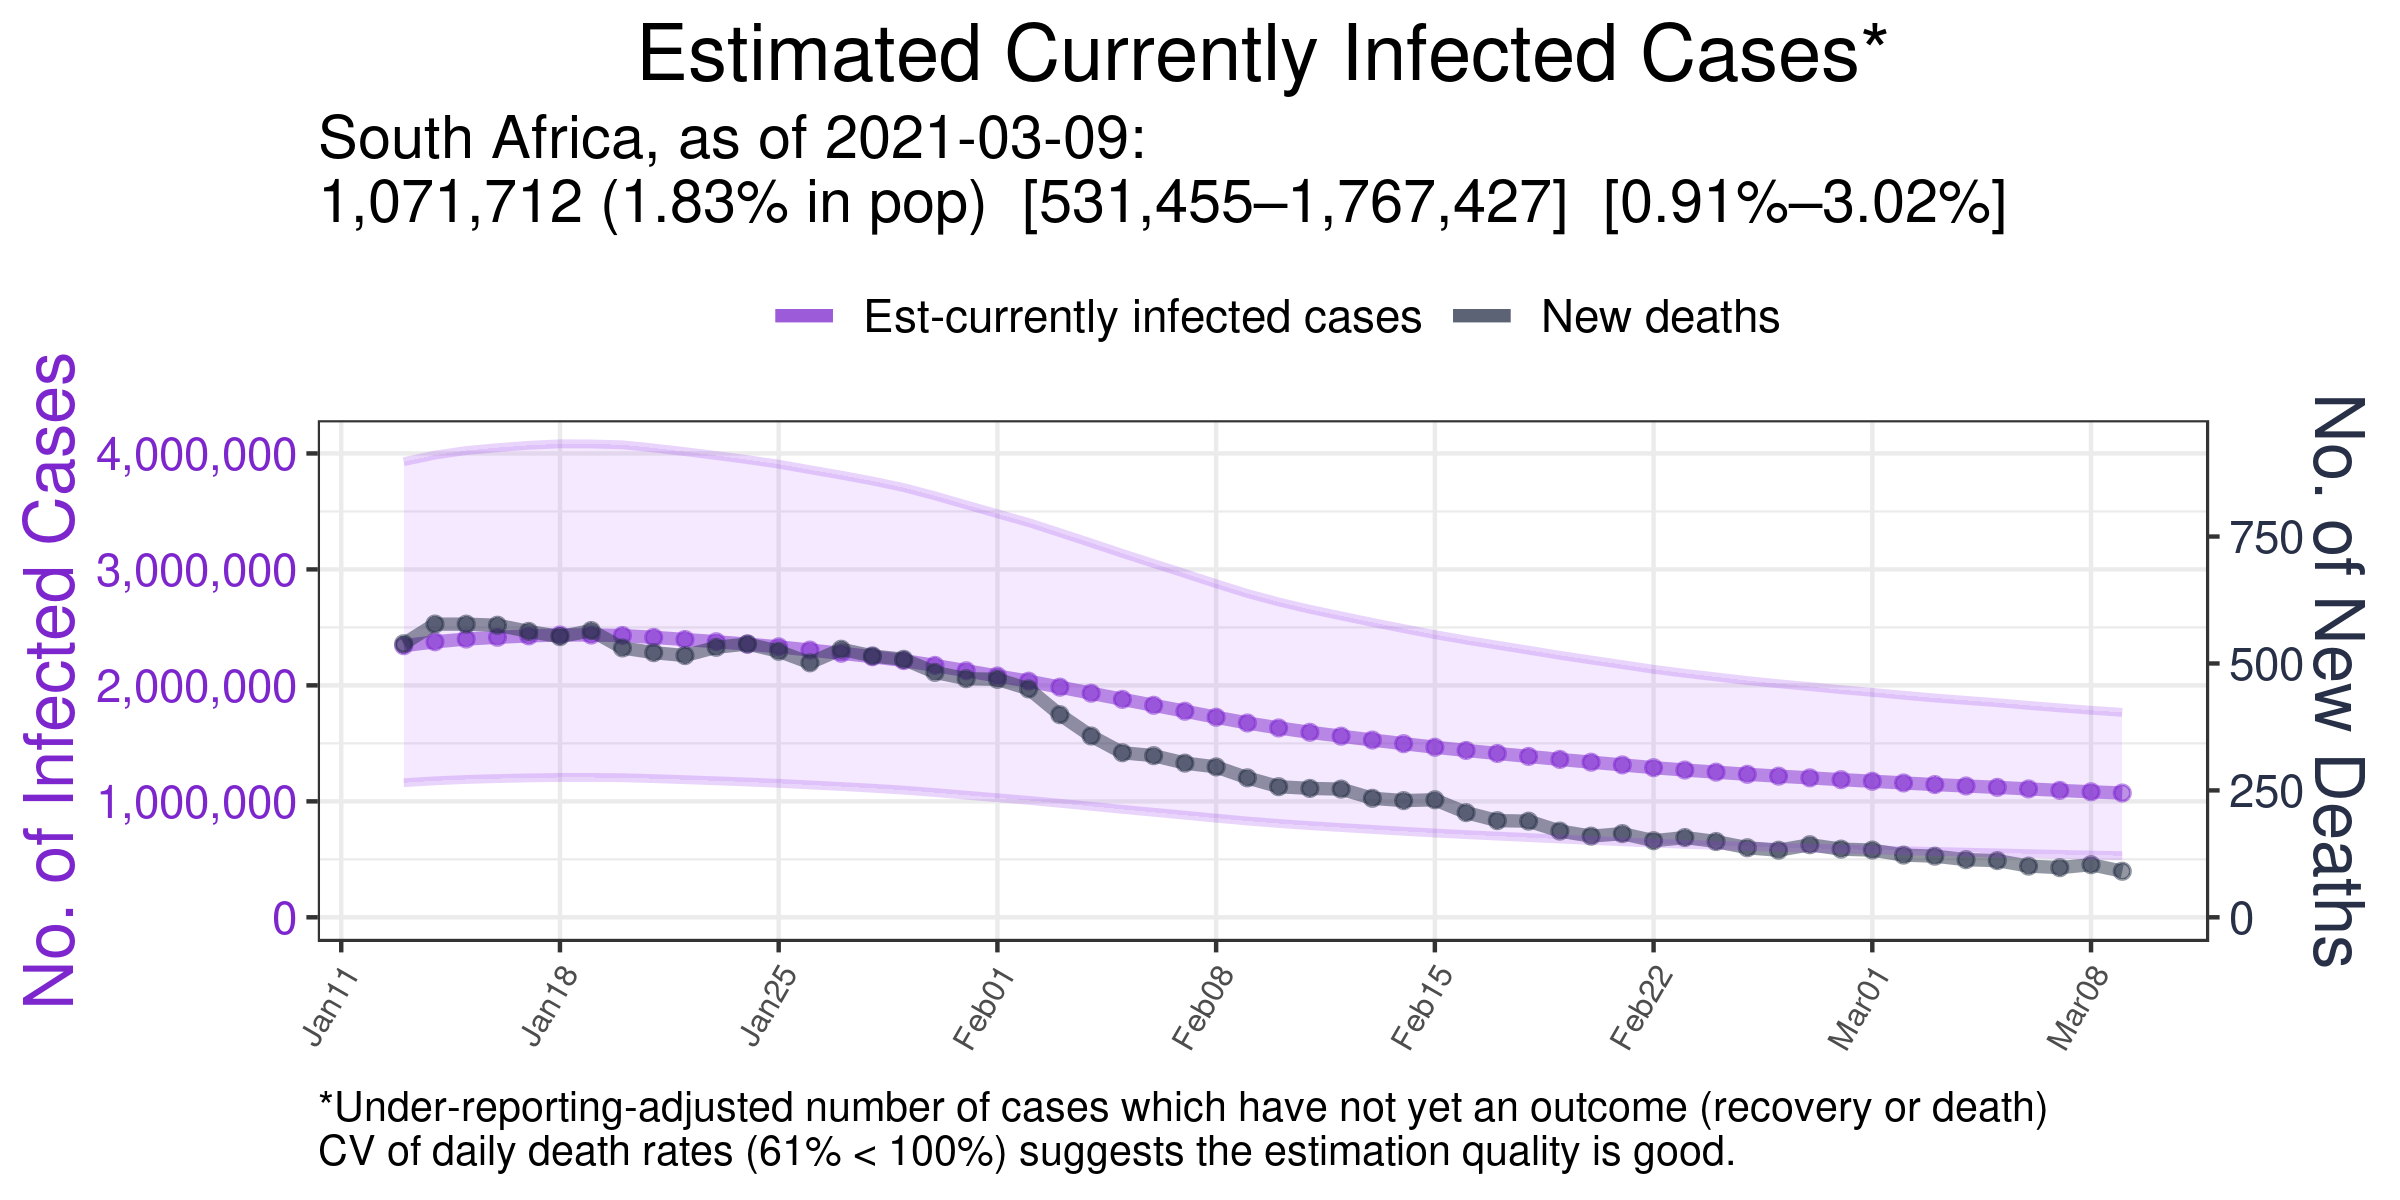 Estimated Currently Infected Cases*
South Africa, as of 2021-03-09:
1,071,712 (1.83% in pop)  [531,455–1,767,427]  [0.91%–3.02%]
Est-currently infected cases
New deaths
No. of Infected Cases
4,000,000
3,000,000
2,000,000
1,000,000
0
No. of New Deaths
750
500
250
0
Jan11
Jan18
Jan25
Feb01
Feb08
Feb15
Feb22
Mar01
Mar08
*Under-reporting-adjusted number of cases which have not yet an outcome (recovery or death)
CV of daily death rates (61% < 100%) suggests the estimation quality is good.